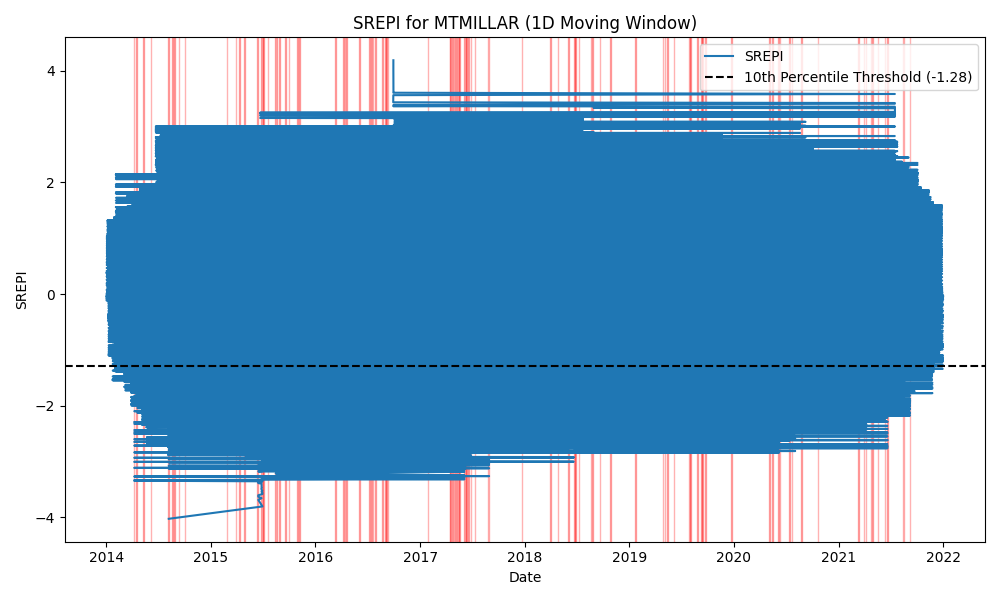 SREPI for MTMILLAR (1D Moving Window)
SREPI
10th Percentile Threshold (-1.28)
SREPI
4
2
0
−2
−4
2014 2015 2016 2017 2018 2019 2020 2021 2022
Date